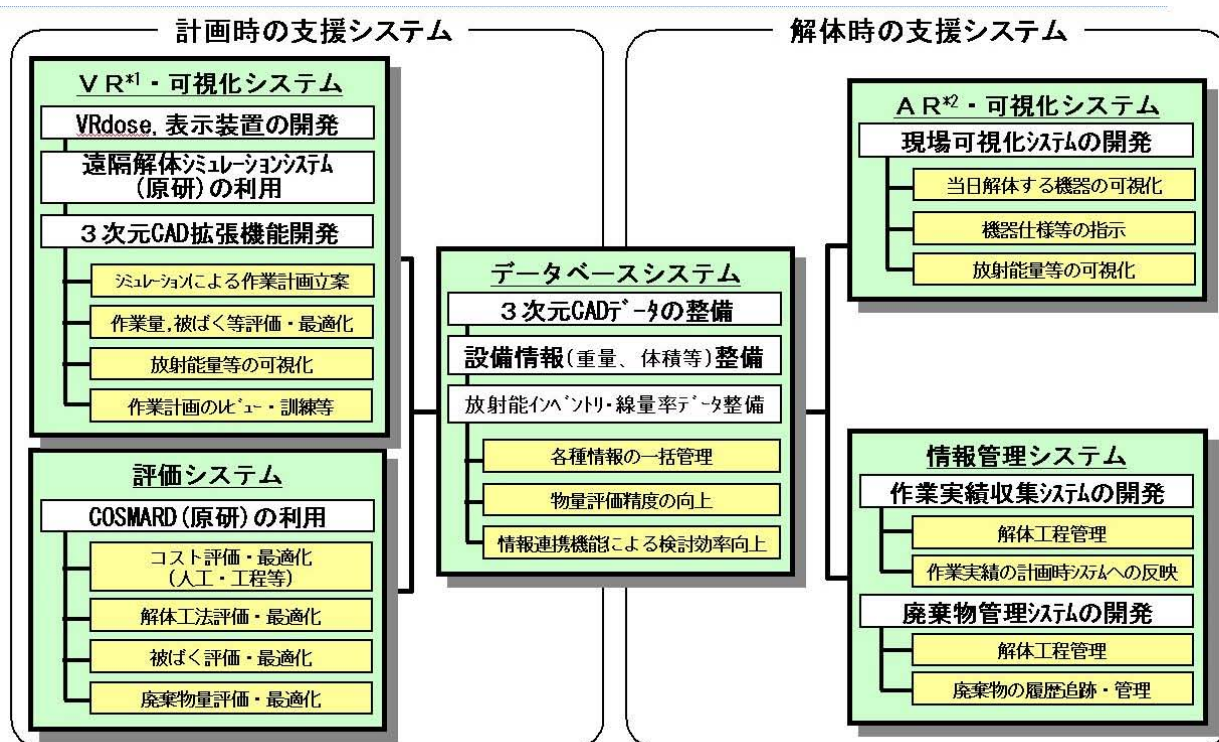 計画時の支援システム
解体時の支援システム
ＶＲ*1・可視化システム
VRdose, 表示装置の開発
遠隔解体ｼﾐｭﾚｰｼｮﾝｼｽﾃﾑ
(原研)の利用
３次元CAD拡張機能開発
ｼﾐｭﾚｰｼｮﾝによる作業計画立案
作業量,被ばく等評価・最適化
放射能量等の可視化
作業計画のﾚﾋﾞｭｰ・訓練等
評価システム
COSMARD(原研)の利用
コスト評価・最適化
(人工・工程等)
解体工法評価・最適化
被ばく評価・最適化
廃棄物量評価・最適化
データベースシステム
３次元CADﾃﾞｰﾀの整備
設備情報(重量、体積等)整備
放射能ｲﾝﾍﾞﾝﾄﾘ・線量率ﾃﾞｰﾀ整備
各種情報の一括管理
物量評価精度の向上
情報連携機能による検討効率向上
ＡＲ*2・可視化システム
現場可視化ｼｽﾃﾑの開発
当日解体する機器の可視化
機器仕様等の指示
放射能量等の可視化
情報管理システム
作業実績収集ｼｽﾃﾑの開発
解体工程管理
作業実績の計画時ｼｽﾃﾑへの反映
廃棄物管理ｼｽﾃﾑの開発
解体工程管理
廃棄物の履歴追跡・管理